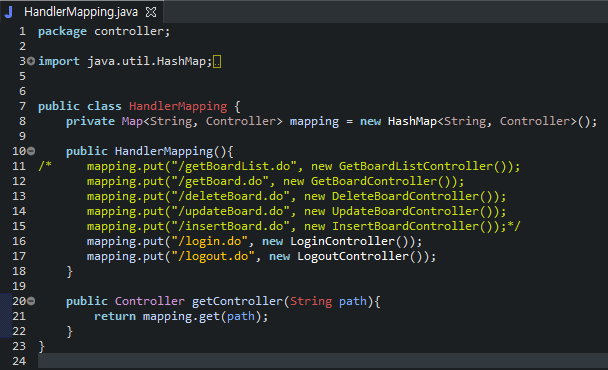 HandlerMapping.java
1 package controller;
2
3 import java.util.HashMap;
5
6
7 public class HandlerMapping {
8 private Map<String, Controller> mapping = new HashMap<String, Controller>();
9
10 public HandlerMapping(){
11 /* mapping.put("/getBoardList.do", new GetBoardListController());
12 mapping.put("/getBoard.do", new GetBoardController());
13 mapping.put("/deleteBoard.do", new DeleteBoardController());
14 mapping.put("/updateBoard.do", new UpdateBoardController());
15 mapping.put("/insertBoard.do", new InsertBoardController());*/
16 mapping.put("/login.do", new LoginController());
17 mapping.put("/logout.do", new LogoutController());
18 }
19
20 public Controller getController(String path){
21 return mapping.get(path);
22 }
23 }
24